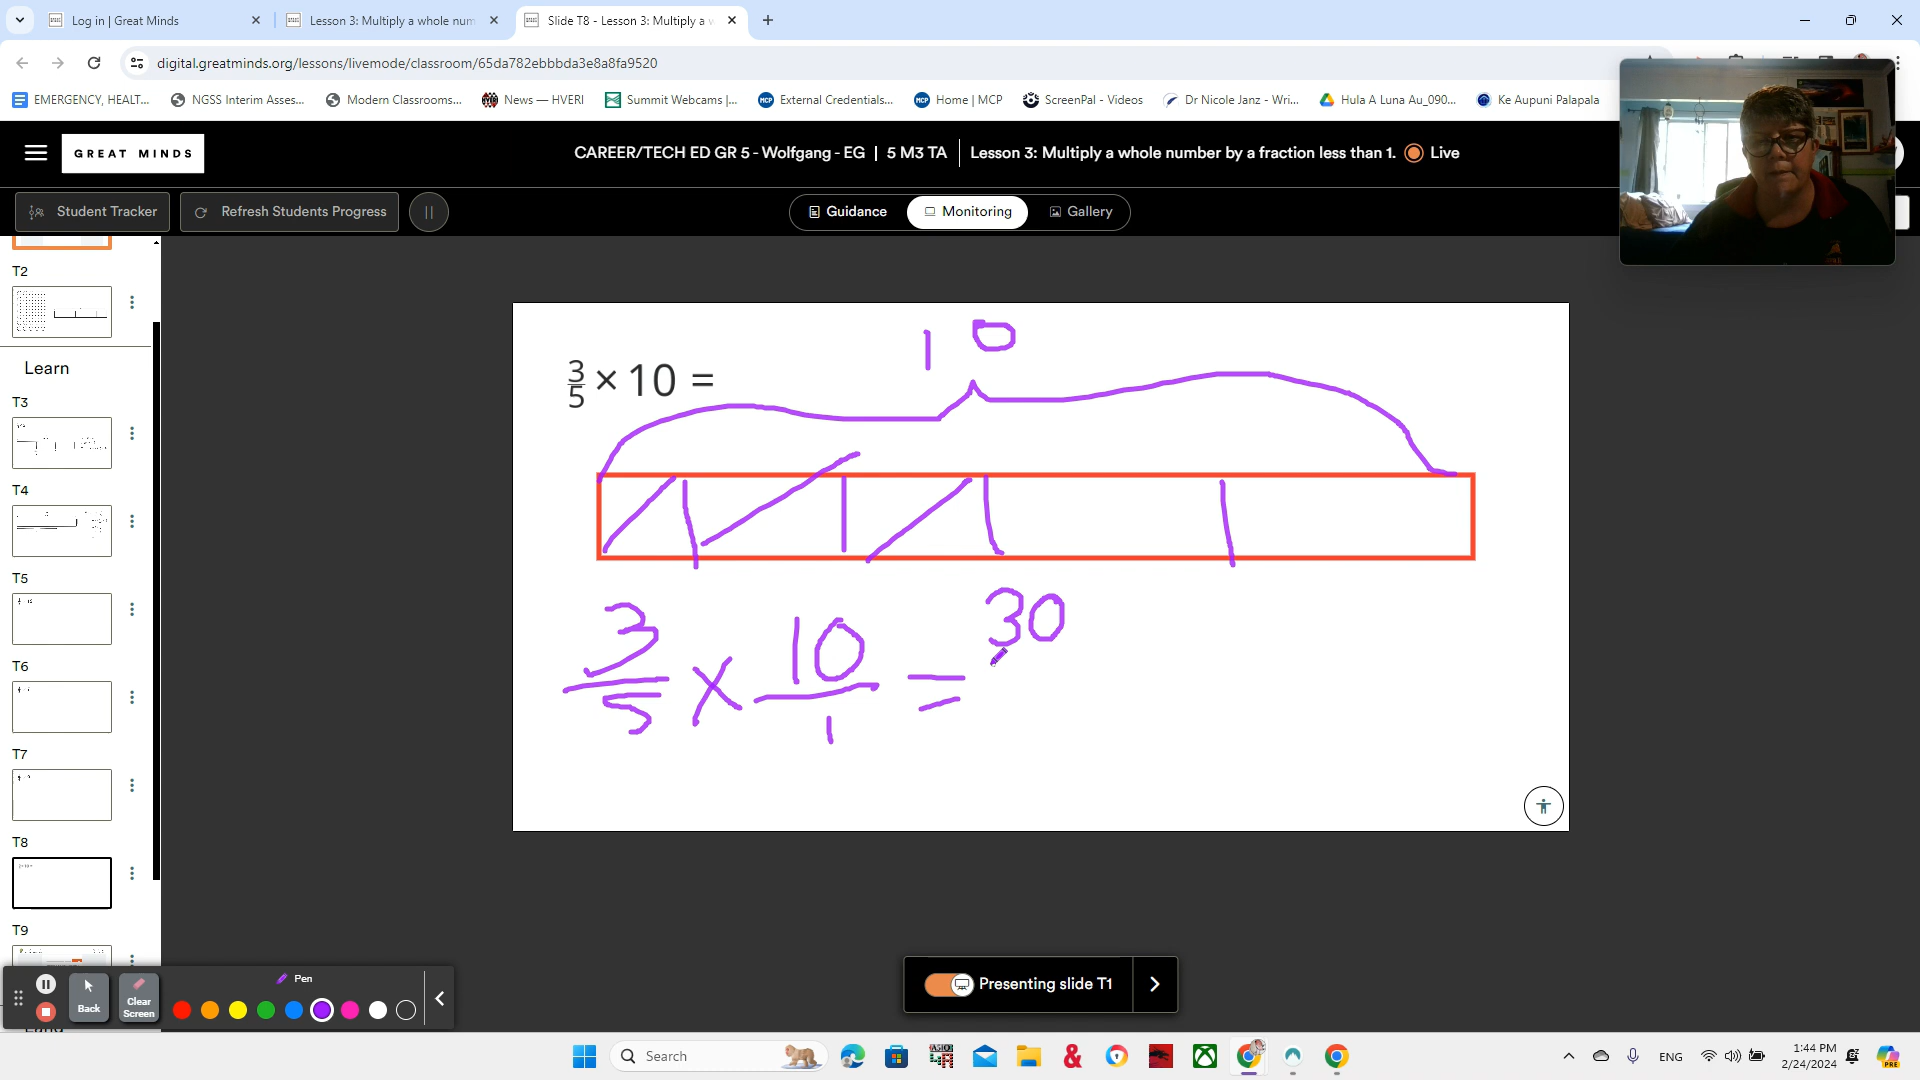 Log in | Great Minds
Lesson 3: Multiply a whole num
Slide T8 - Lesson 3: Multiply a w
digital.greatminds.org/lessons/livemode/classroom/65da782ebbbda3e8a8fa9520
EMERGENCY, HEALT...
NGSS Interim Asses...
Modern Classrooms...
News — HVERI
Summit Webcams |...
External Credentials...
Home | MCP
ScreenPal - Videos
Dr Nicole Janz - Wri...
Hula A Luna Au_090...
Ke Aupuni Palapala
GREAT MINDS
CAREER/TECH ED GR 5 - Wolfgang - EG | 5 M3 TA
Lesson 3: Multiply a whole number by a fraction less than 1.
Live
Student Tracker
Refresh Students Progress
Guidance
Monitoring
Gallery
T2
Learn
T3
T4
T5
T6
T7
T8
T9
10
3/5 × 10 =
3/5 × 10/1 = 30
Pen
Back
Clear
Screen
Presenting slide T1
Search
ENG
1:44 PM
2/24/2024